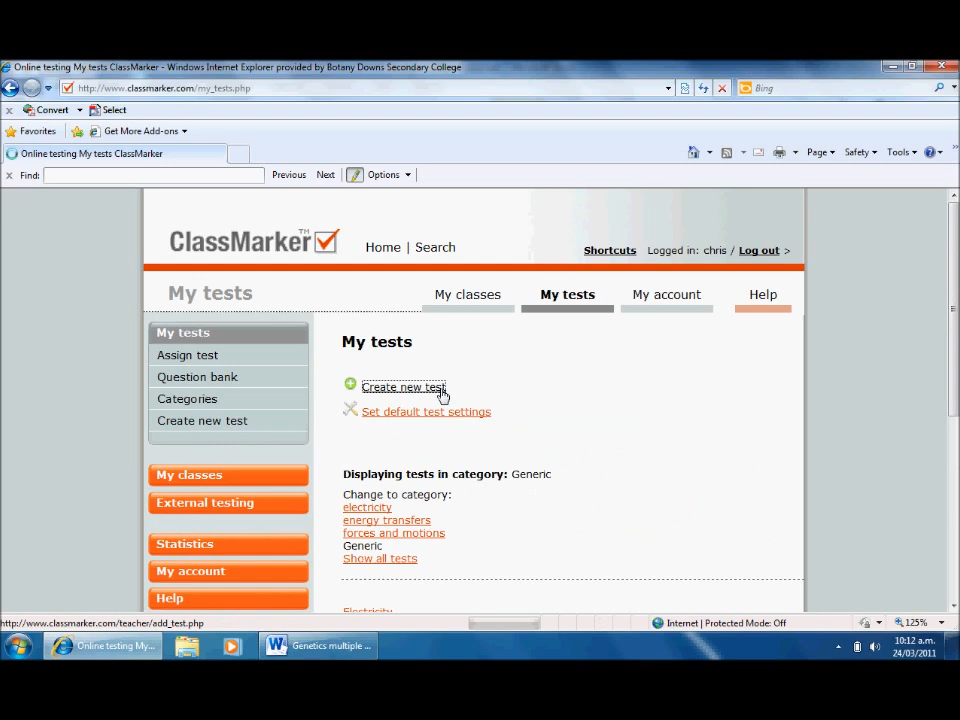 Online testing My tests ClassMarker - Windows Internet Explorer provided by Botany Downs Secondary College
http://www.classmarker.com/my_tests.php
Bing
x Convert Select
Favorites Get More Add-ons
Online testing My tests ClassMarker
Page Safety Tools
x Find: Previous Next Options
ClassMarker™ Home | Search Shortcuts Logged in: chris / Log out >
My tests My classes My tests My account Help
My tests
Assign test
Question bank
Categories
Create new test
My classes
External testing
Statistics
My account
Help
My tests
Create new test
Set default test settings
Displaying tests in category: Generic
Change to category:
electricity
energy transfers
forces and motions
Generic
Show all tests
Electricity
http://www.classmarker.com/teacher/add_test.php Internet | Protected Mode: Off 125%
Online testing My... Genetics multiple ... 10:12 a.m.
24/03/2011